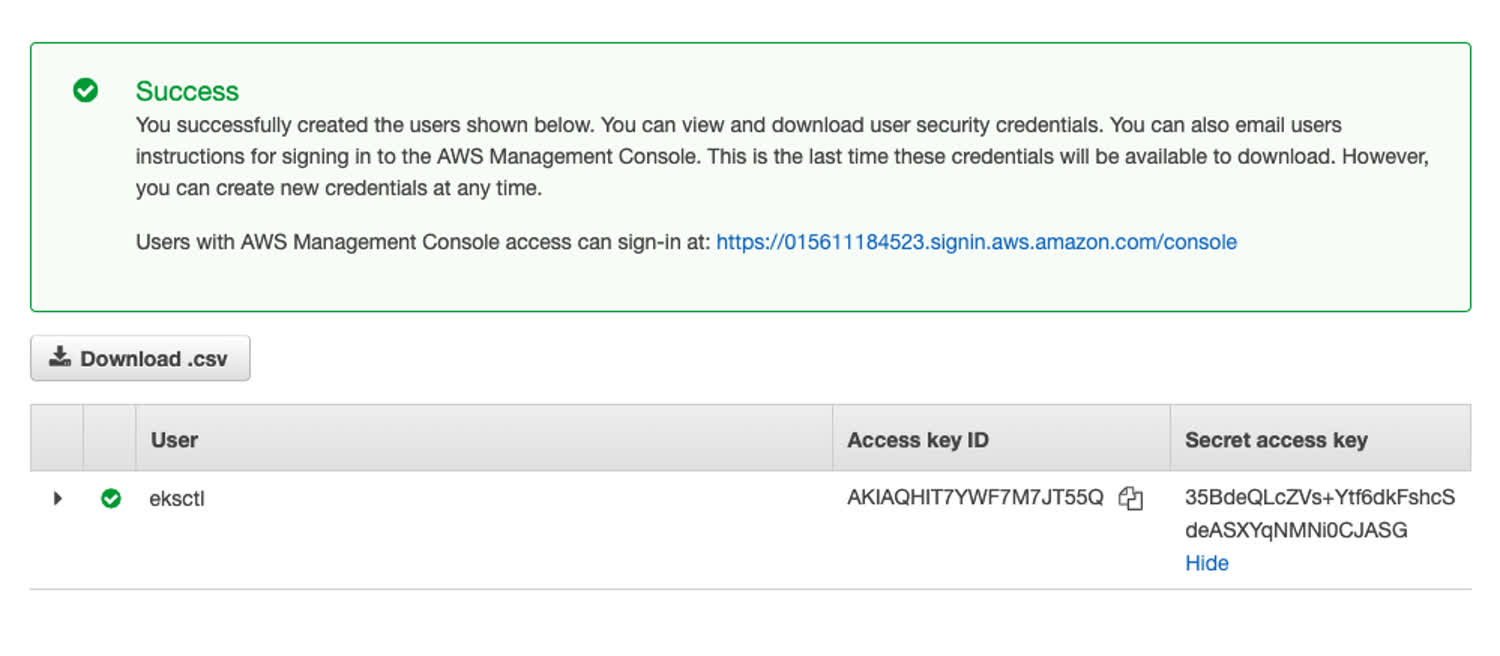 Success
You successfully created the users shown below. You can view and download user security credentials. You can also email users
instructions for signing in to the AWS Management Console. This is the last time these credentials will be available to download. However,
you can create new credentials at any time.
Users with AWS Management Console access can sign-in at: https://015611184523.signin.aws.amazon.com/console
Download .csv
User Access key ID Secret access key
eksctl AKIAQHIT7YWF7M7JT55Q 35BdeQLcZVs+Ytf6dkFshcS
deASXYqNMNi0CJASG
Hide